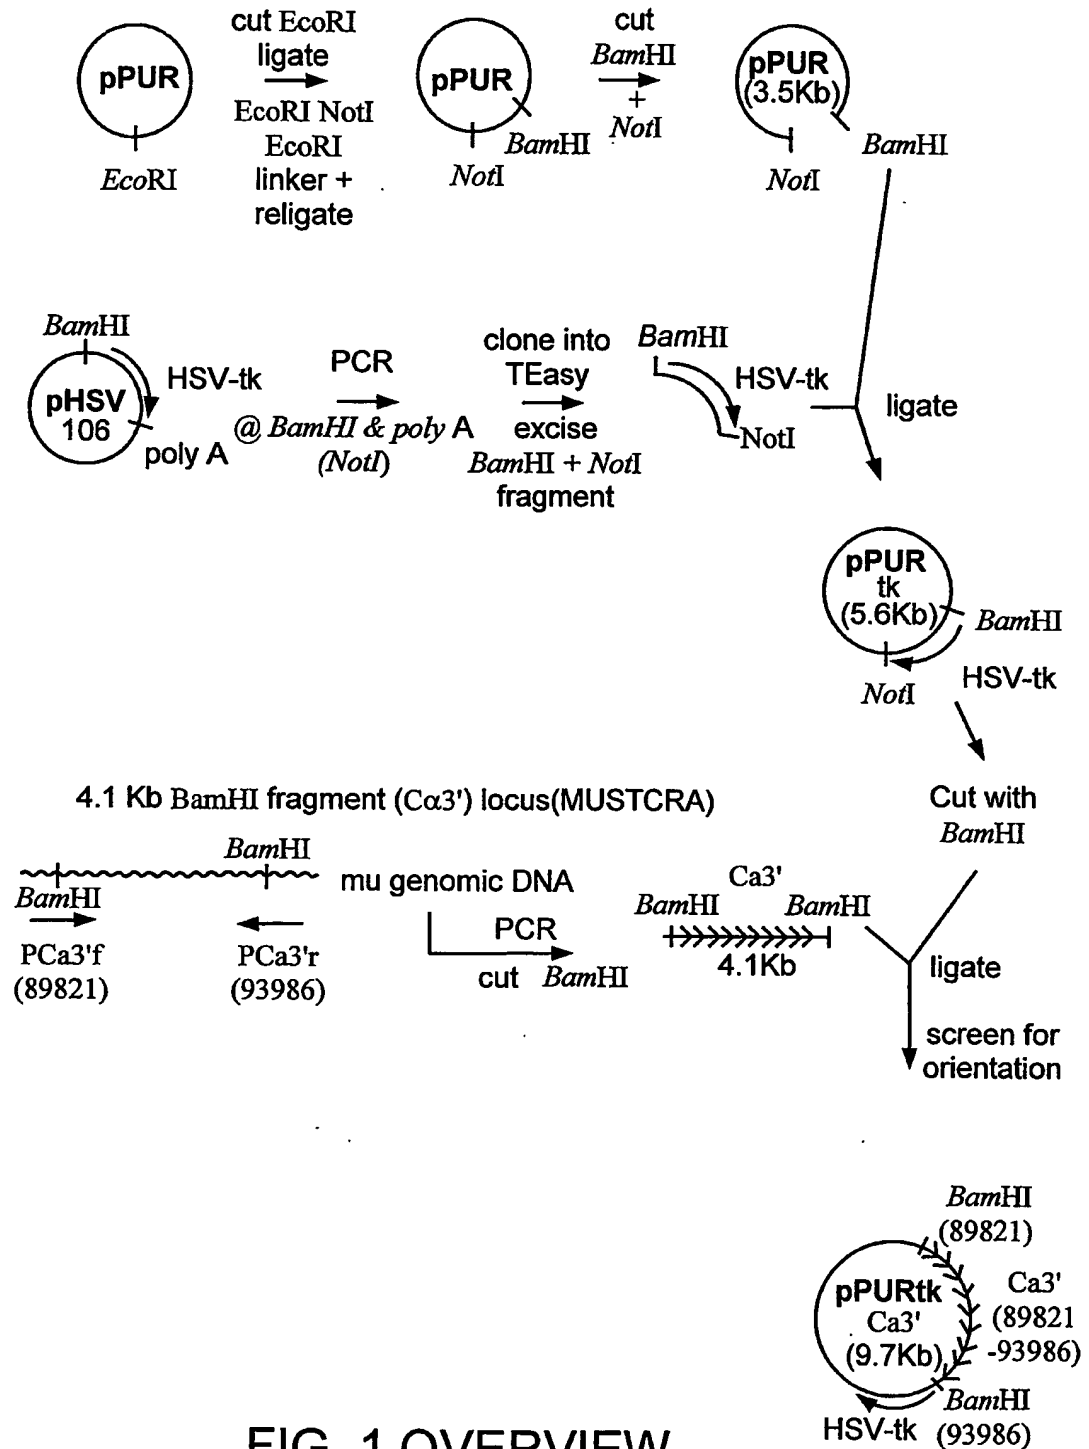 pPUR
EcoRI
cut EcoRI
ligate
EcoRI NotI
EcoRI
linker +
religate
pPUR
BamHI
NotI
cut
BamHI
+
NotI
pPUR
(3.5Kb)
BamHI
NotI
BamHI
HSV-tk
pHSV
106
poly A
PCR
@ BamHI & poly A
(NotI)
clone into
TEasy
excise
BamHI + NotI
fragment
BamHI
HSV-tk
NotI
ligate
pPUR
tk
(5.6Kb)
BamHI
HSV-tk
NotI
Cut with
BamHI
4.1 Kb BamHI fragment (Cα3') locus(MUSTCRA)
BamHI
BamHI
PCa3'f
(89821)
PCa3'r
(93986)
mu genomic DNA
PCR
cut BamHI
Ca3'
BamHI
BamHI
4.1Kb
ligate
screen for
orientation
BamHI
(89821)
pPURtk
Ca3'
(9.7Kb)
Ca3'
(89821
-93986)
BamHI
(93986)
HSV-tk
FIG. 1 OVERVIEW